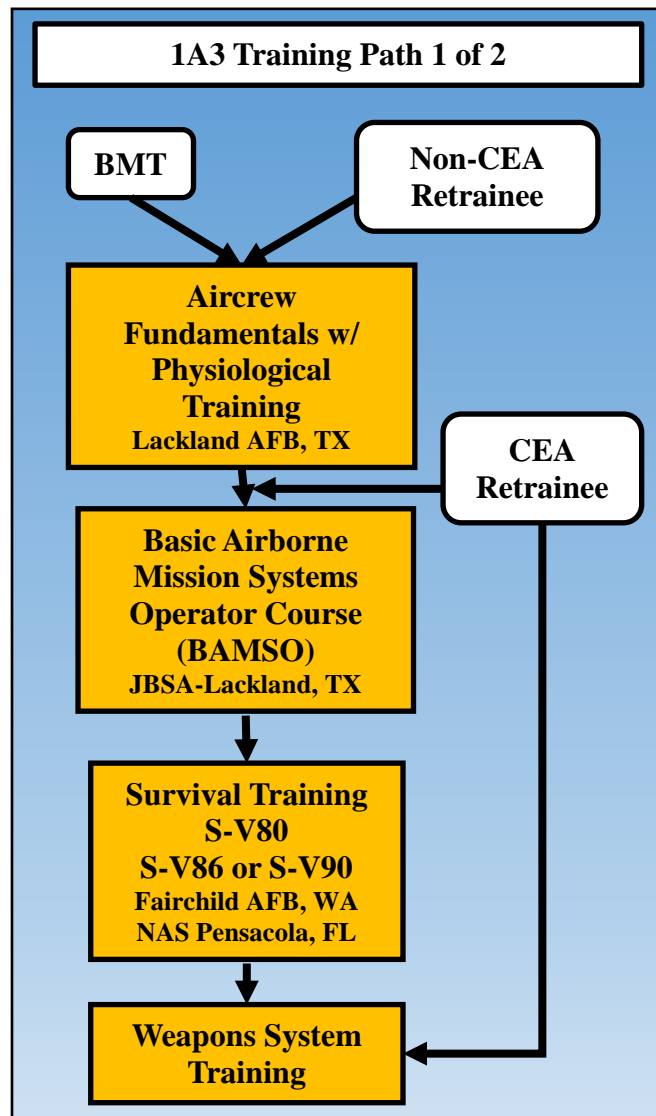 1A3 Training Path 1 of 2
BMT
Non-CEA
Retrainee
Aircrew
Fundamentals w/
Physiological
Training
Lackland AFB, TX
CEA
Retrainee
Basic Airborne
Mission Systems
Operator Course
(BAMSO)
JBSA-Lackland, TX
Survival Training
S-V80
S-V86 or S-V90
Fairchild AFB, WA
NAS Pensacola, FL
Weapons System
Training